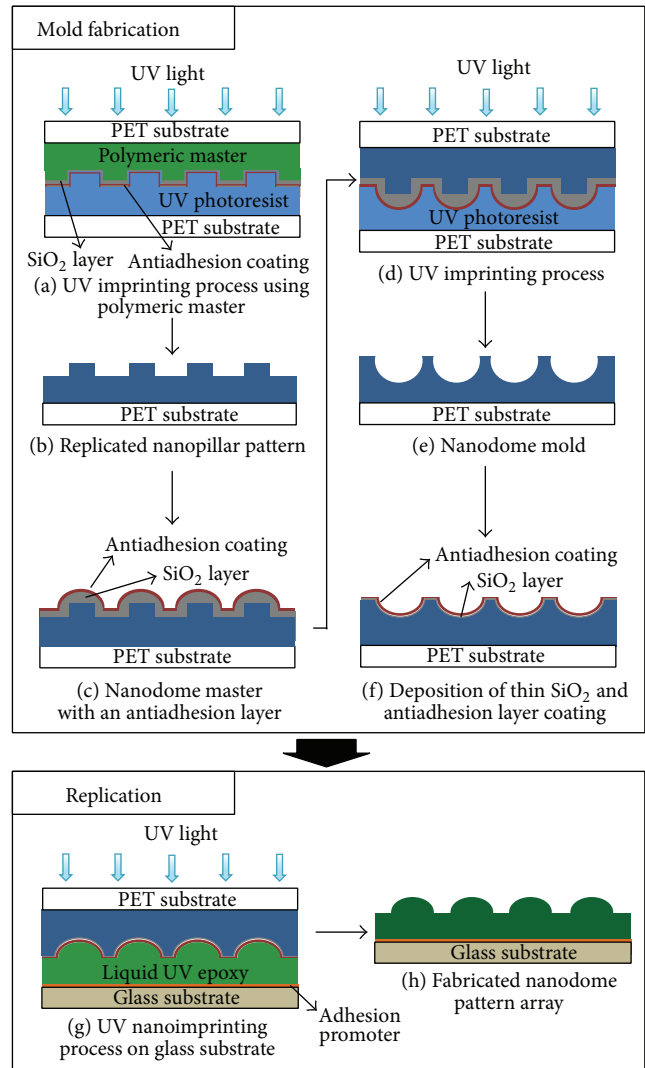 Mold fabrication
UV light
PET substrate
Polymeric master
UV photoresist
PET substrate
SiO2 layer
Antiadhesion coating
(a) UV imprinting process using
polymeric master
PET substrate
(b) Replicated nanopillar pattern
Antiadhesion coating
SiO2 layer
PET substrate
(c) Nanodome master
with an antiadhesion layer
UV light
PET substrate
UV photoresist
PET substrate
(d) UV imprinting process
PET substrate
(e) Nanodome mold
Antiadhesion coating
SiO2 layer
PET substrate
(f) Deposition of thin SiO2 and
antiadhesion layer coating
Replication
UV light
PET substrate
Liquid UV epoxy
Glass substrate
Adhesion
promoter
(g) UV nanoimprinting
process on glass substrate
Glass substrate
(h) Fabricated nanodome
pattern array